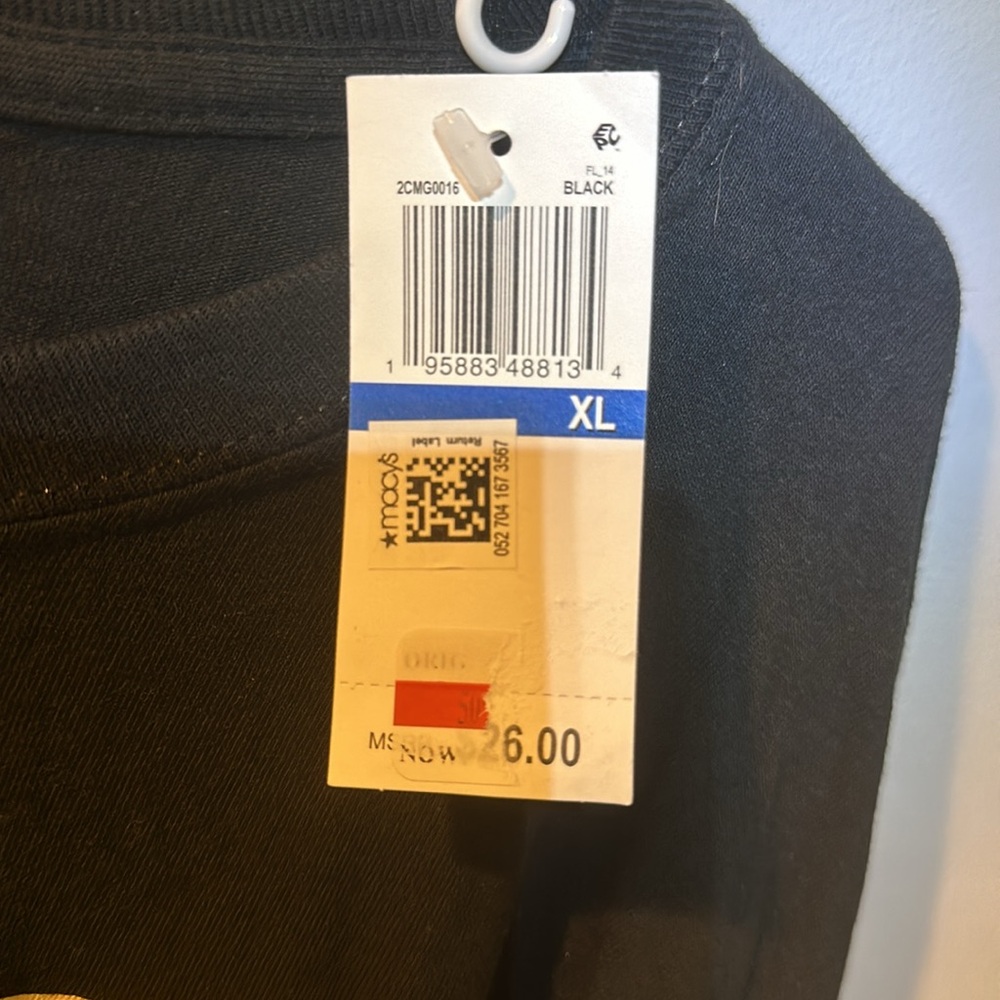 FL_14
2CMG0016 BLACK
1 95883 48813 4
XL
Return Label
★macy's
052 704 167 3567
ORIG
50
NOW
$26.00